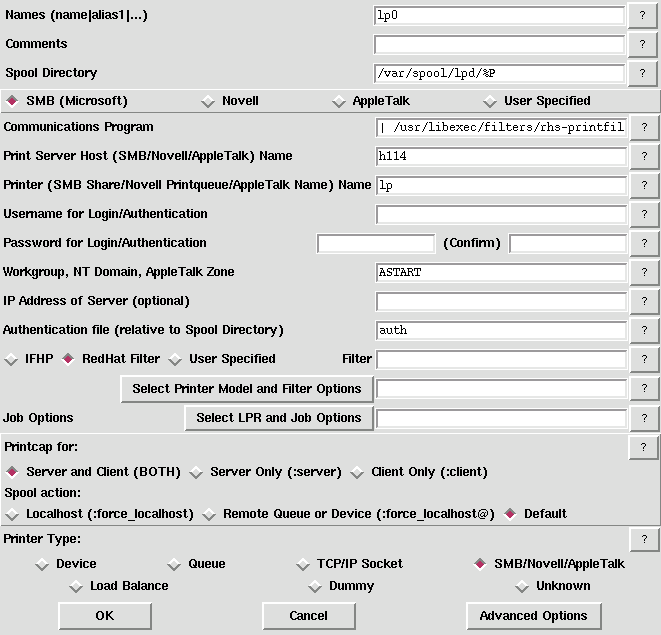 Names (name|alias1|...) lp0 ?
Comments ?
Spool Directory /var/spool/lpd/%P ?
SMB (Microsoft) Novell AppleTalk User Specified
Communications Program | /usr/libexec/filters/rhs-printfil ?
Print Server Host (SMB/Novell/AppleTalk) Name h114 ?
Printer (SMB Share/Novell Printqueue/AppleTalk Name) Name lp ?
Username for Login/Authentication ?
Password for Login/Authentication (Confirm) ?
Workgroup, NT Domain, AppleTalk Zone ASTART ?
IP Address of Server (optional) ?
Authentication file (relative to Spool Directory) auth ?
IFHP RedHat Filter User Specified Filter ?
Select Printer Model and Filter Options ?
Job Options Select LPR and Job Options ?
Printcap for: ?
Server and Client (BOTH) Server Only (:server) Client Only (:client)
Spool action:
Localhost (:force_localhost) Remote Queue or Device (:force_localhost@) Default
Printer Type: ?
Device Queue TCP/IP Socket SMB/Novell/AppleTalk
Load Balance Dummy Unknown
OK Cancel Advanced Options